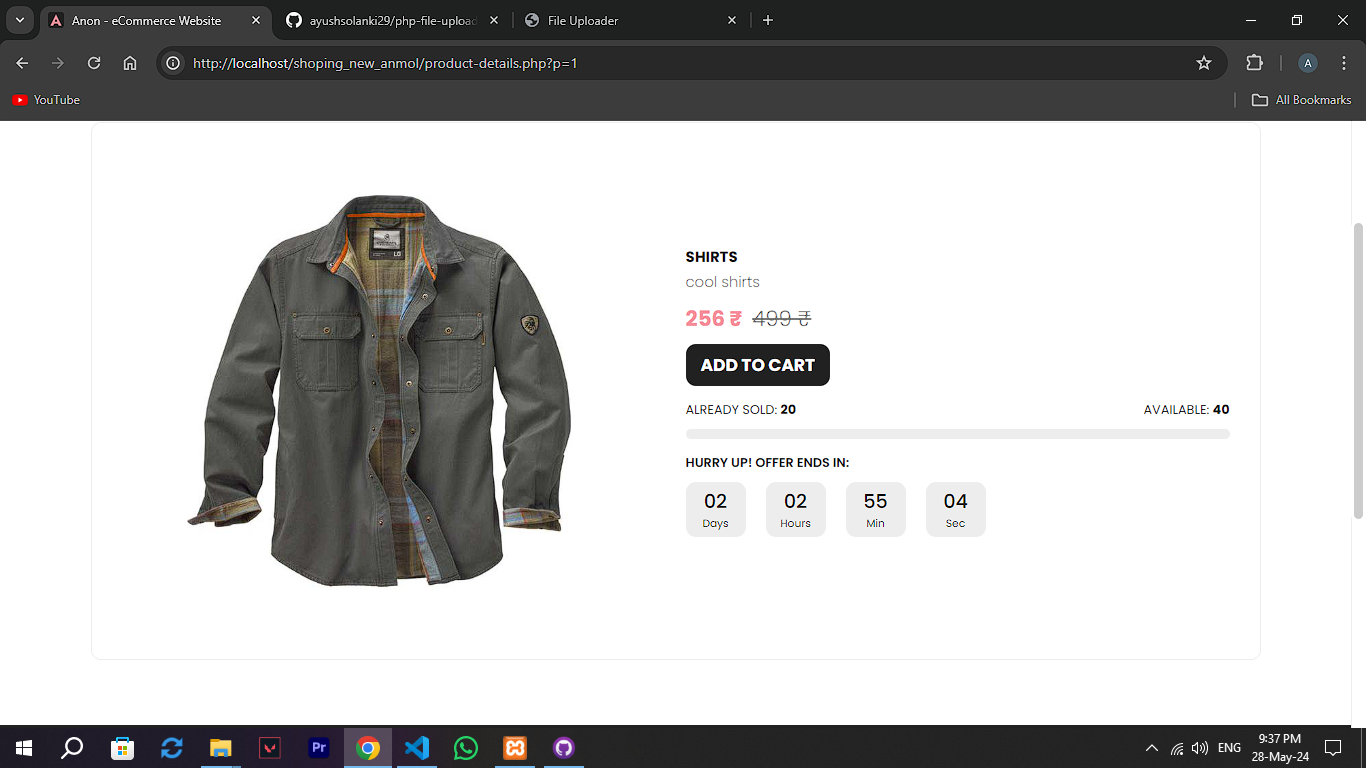 Anon - eCommerce Website
ayushsolanki29/php-file-upload
File Uploader
http://localhost/shoping_new_anmol/product-details.php?p=1
A
YouTube
All Bookmarks
LG
SHIRTS
cool shirts
256 ₹ 499 ₹
ADD TO CART
ALREADY SOLD: 20
AVAILABLE: 40
HURRY UP! OFFER ENDS IN:
02 02 55 04
Days Hours Min Sec
Pr
ENG
9:37 PM
28-May-24